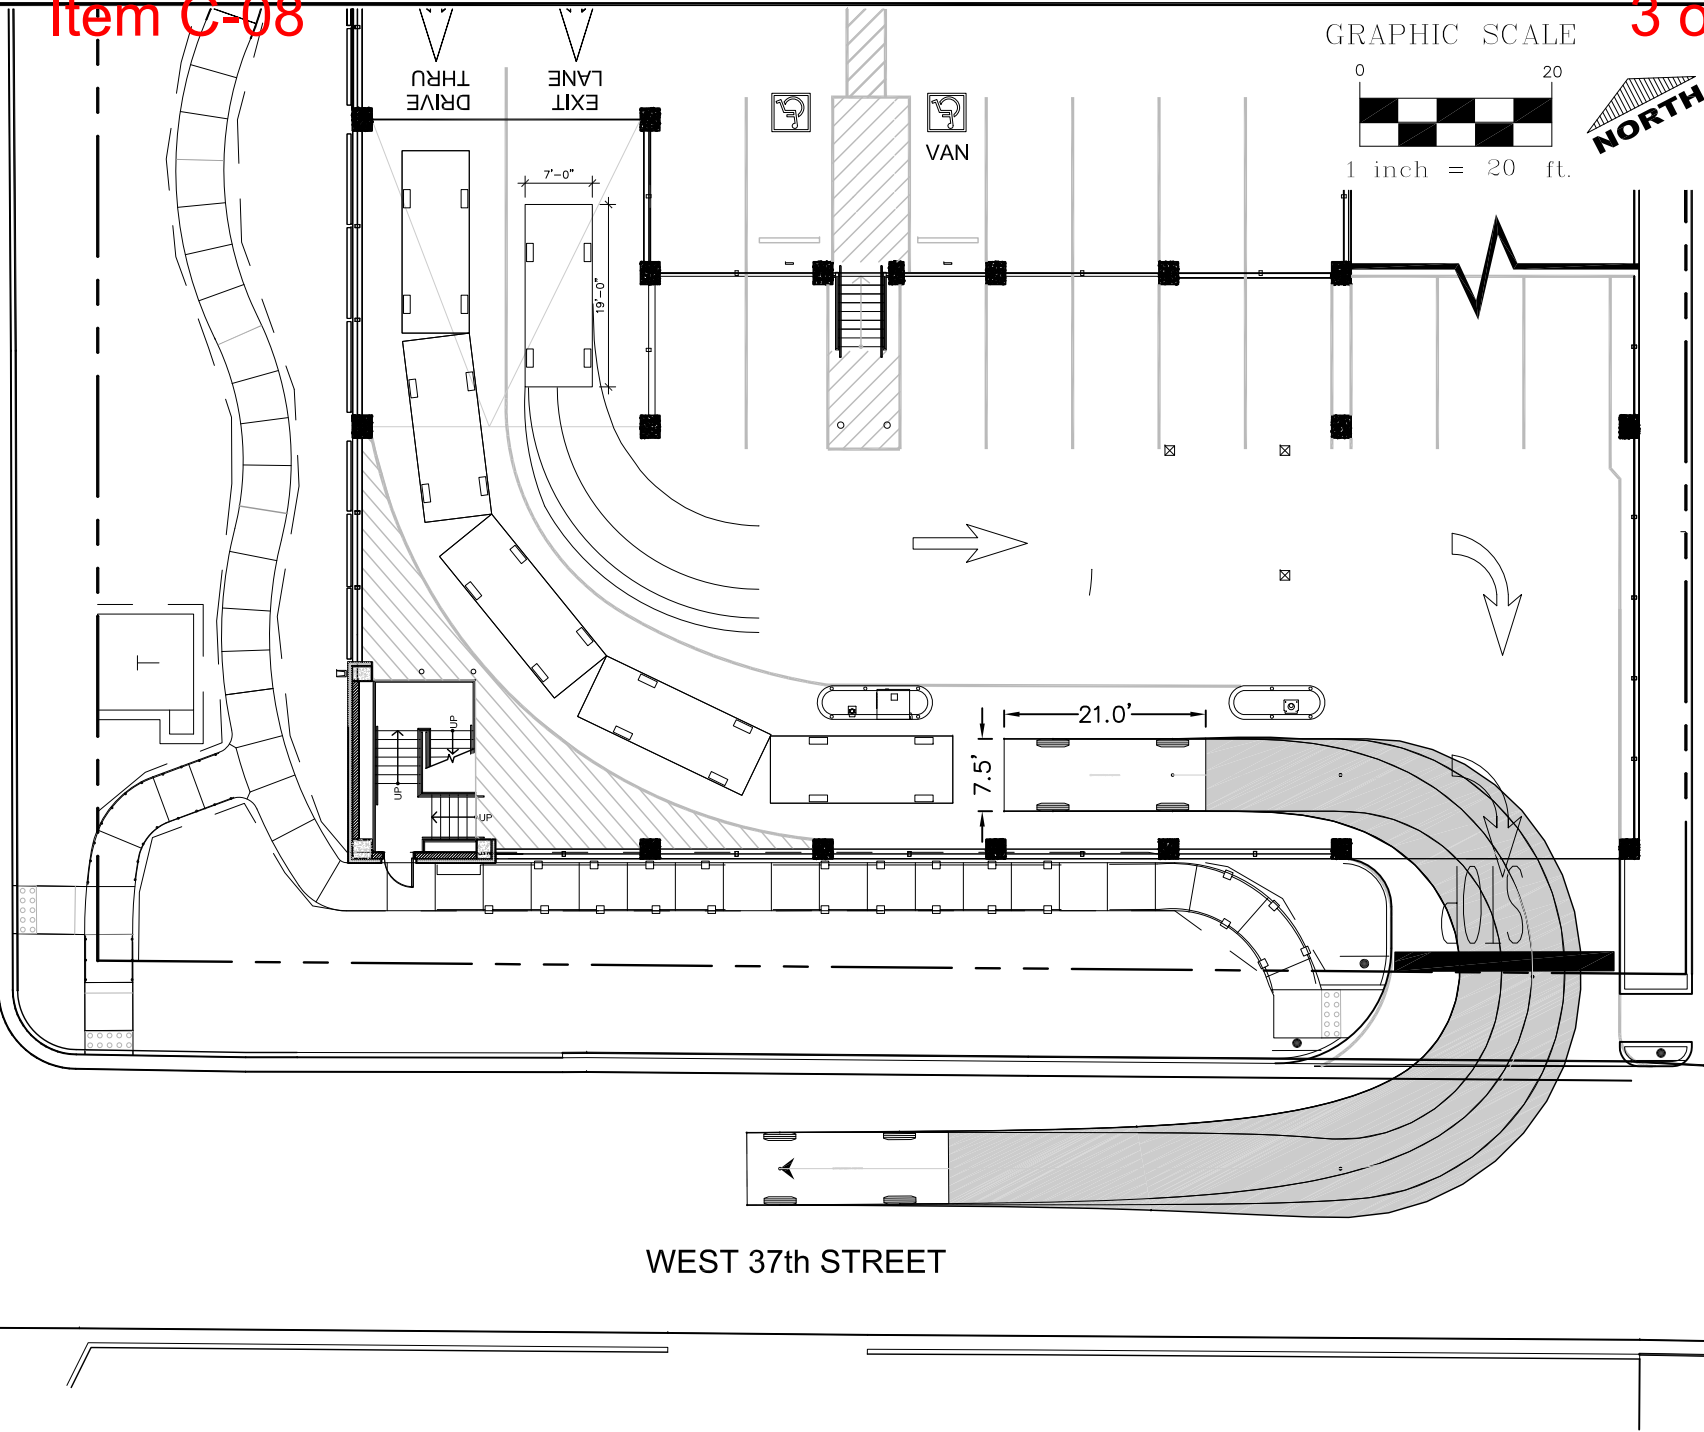 Item C-08
3 o
GRAPHIC SCALE
0 20
1 inch = 20 ft.
NORTH
DRIVE
THRU
EXIT
LANE
VAN
7'-0"
19'-0"
T
UP
UP
UP
21.0'
7.5'
STOP
WEST 37th STREET